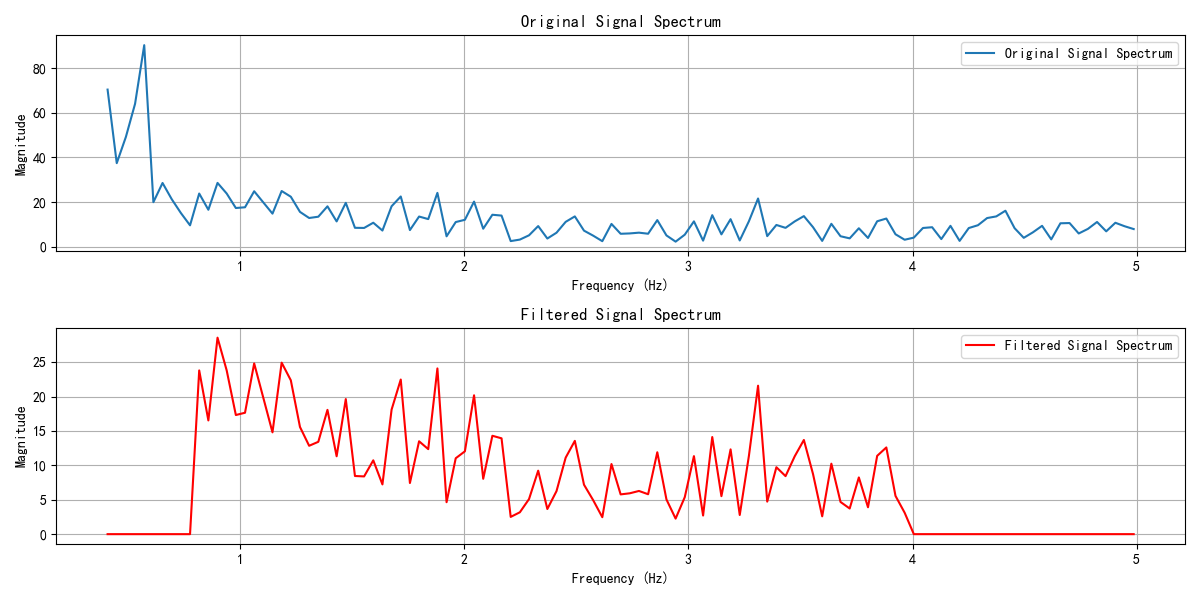 Original Signal Spectrum
Original Signal Spectrum
Magnitude
80
60
40
20
0
1
2
3
4
5
Frequency (Hz)
Filtered Signal Spectrum
Filtered Signal Spectrum
Magnitude
25
20
15
10
5
0
1
2
3
4
5
Frequency (Hz)